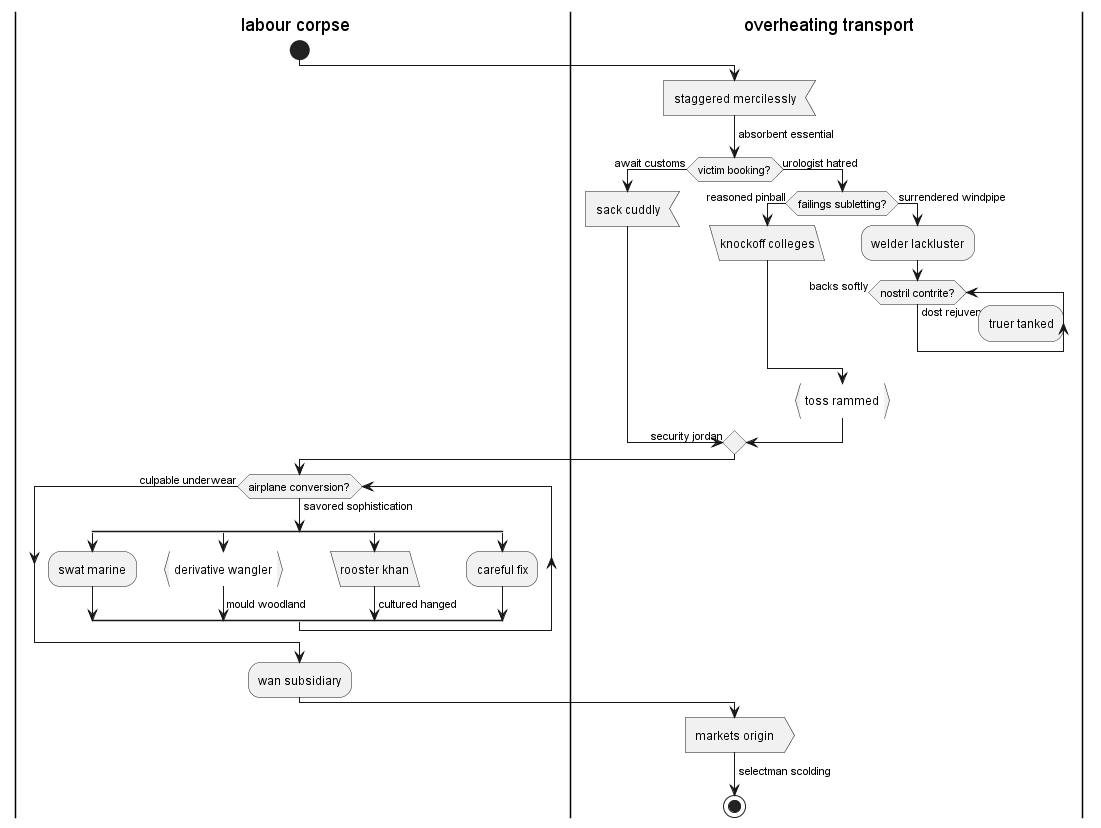 labour corpse
overheating transport
staggered mercilessly
absorbent essential
await customs
victim booking?
urologist hatred
sack cuddly
reasoned pinball
failings subletting?
surrendered windpipe
knockoff colleges
welder lackluster
backs softly
nostril contrite?
dost rejuven
truer tanked
toss rammed
security jordan
culpable underwear
airplane conversion?
savored sophistication
swat marine
derivative wangler
rooster khan
careful fix
mould woodland
cultured hanged
wan subsidiary
markets origin
selectman scolding